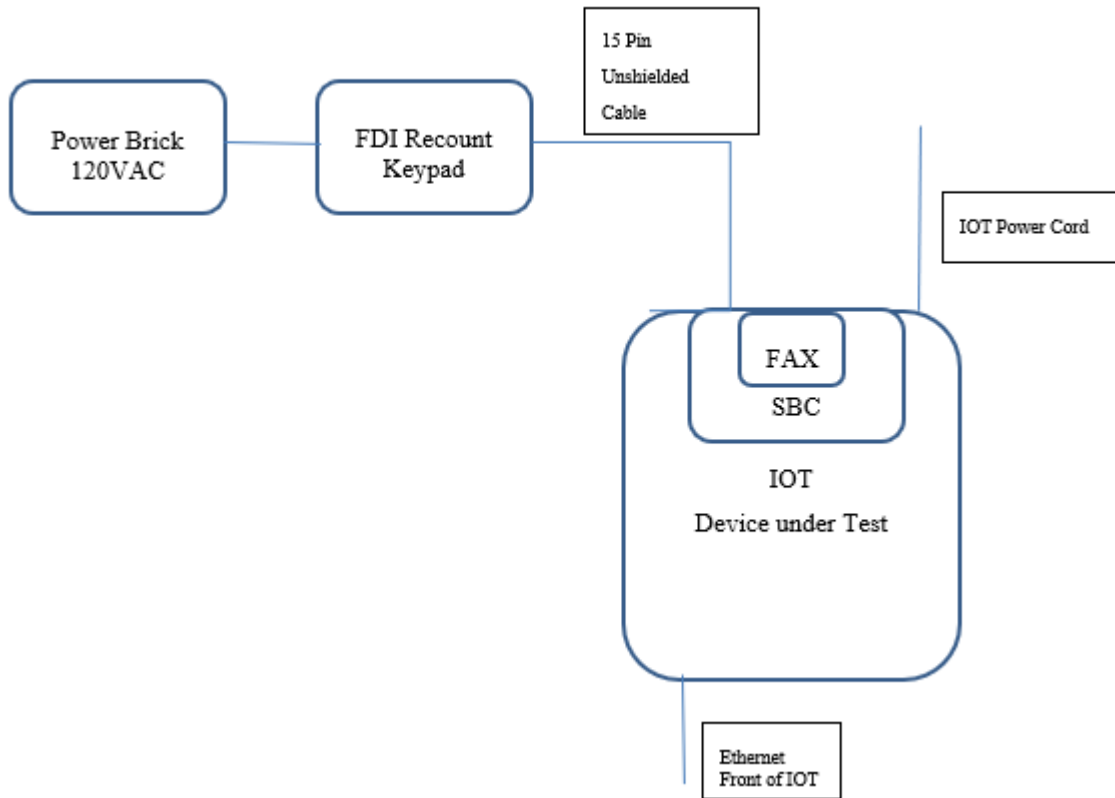 15 Pin
Unshielded
Cable
Power Brick
120VAC
FDI Recount
Keypad
IOT Power Cord
FAX
SBC
IOT
Device under Test
Ethernet
Front of IOT